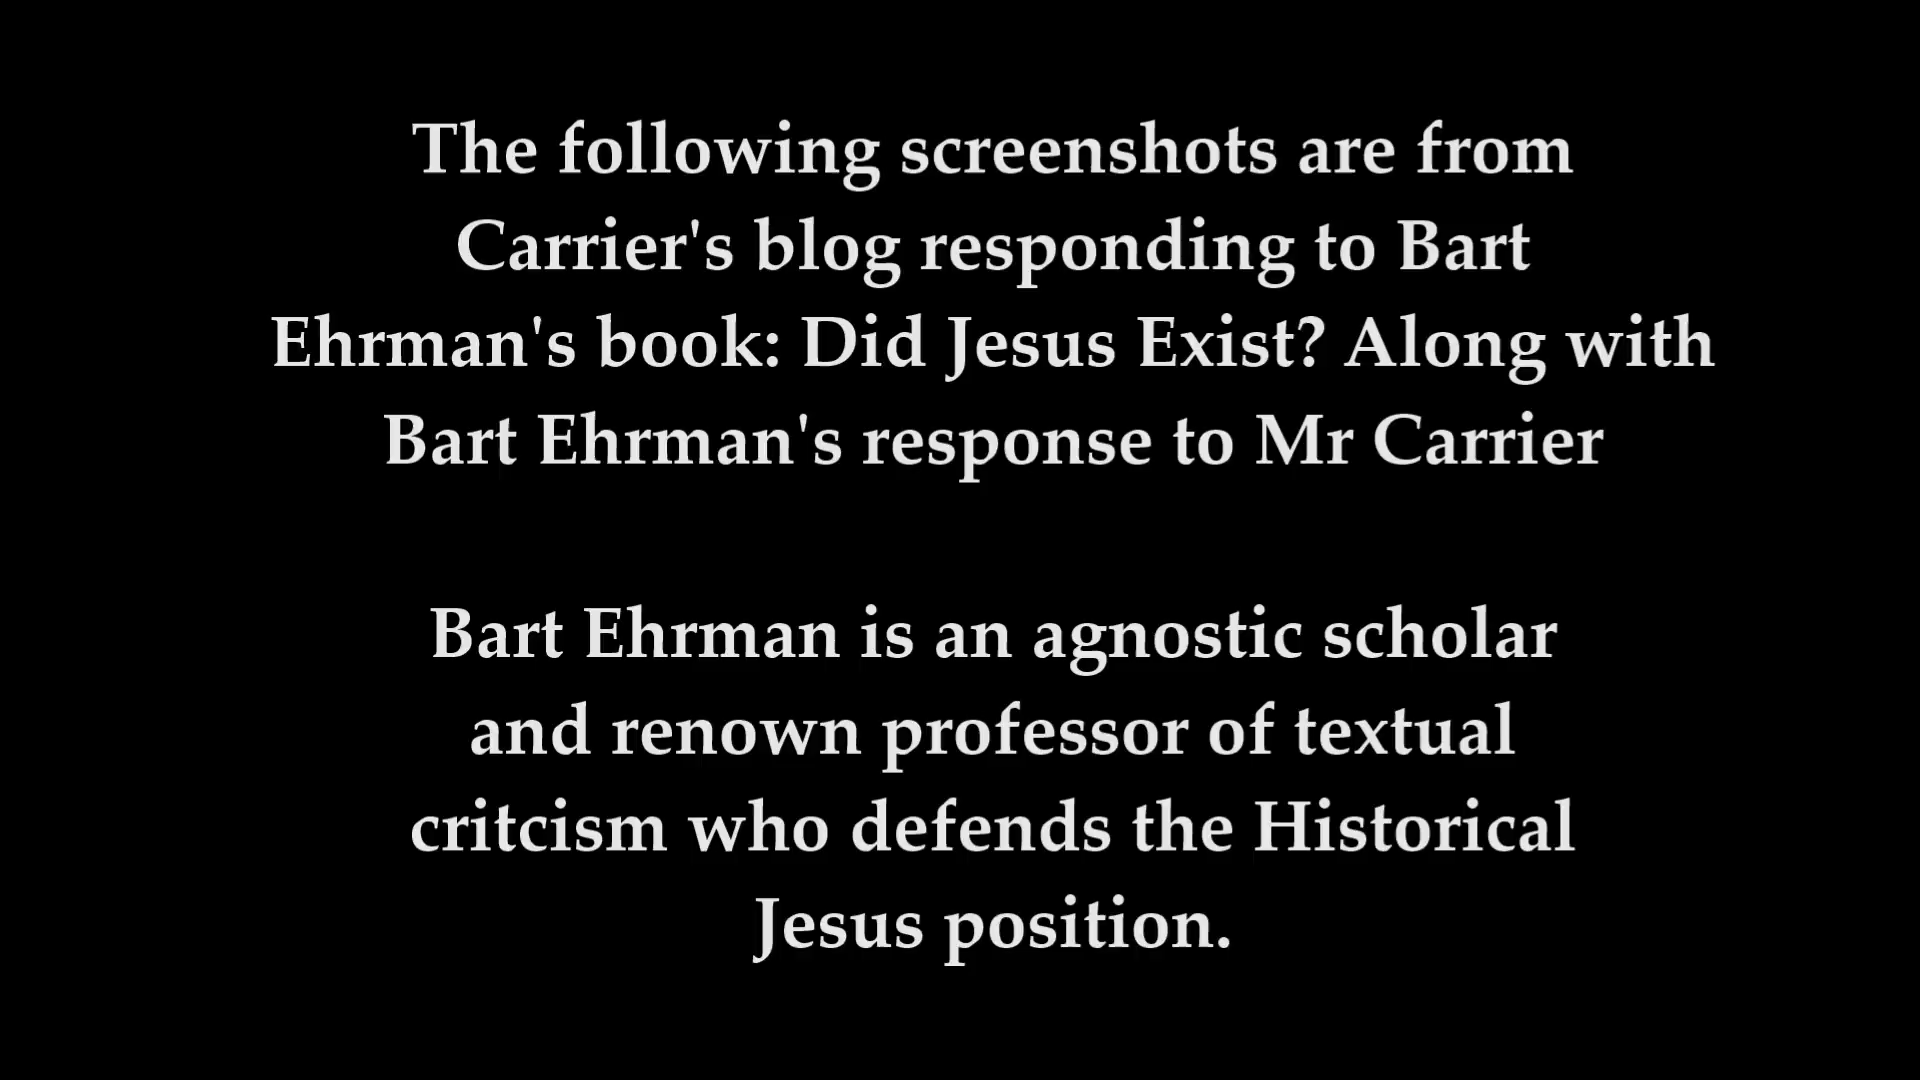 The following screenshots are from
Carrier's blog responding to Bart
Ehrman's book: Did Jesus Exist? Along with
Bart Ehrman's response to Mr Carrier
Bart Ehrman is an agnostic scholar
and renown professor of textual
critcism who defends the Historical
Jesus position.